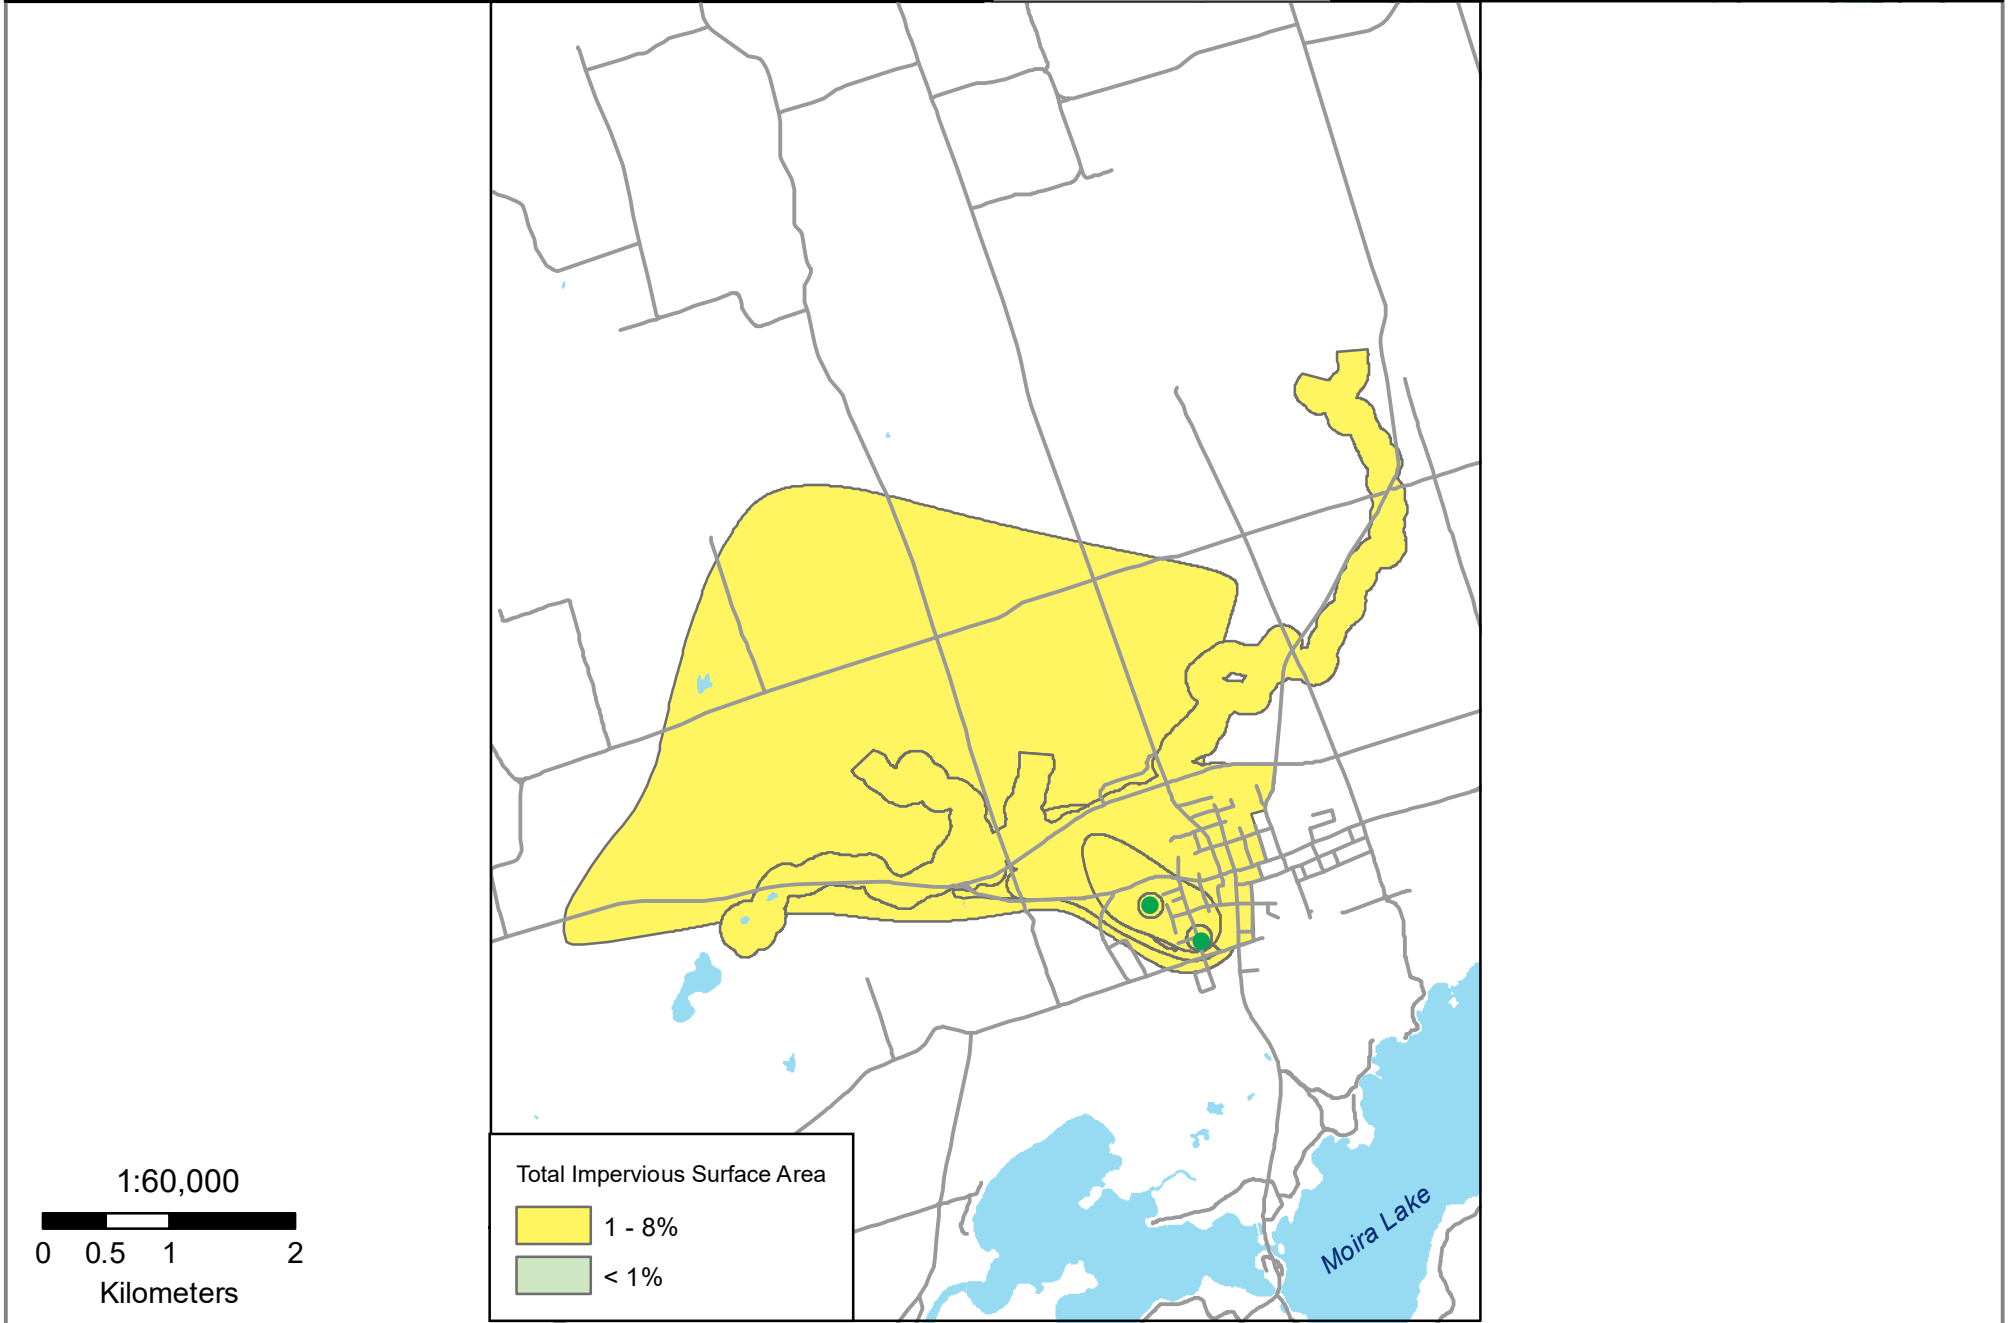 1:60,000
0 0.5 1 2
Kilometers
Total Impervious Surface Area
1 - 8%
< 1%
Moira Lake